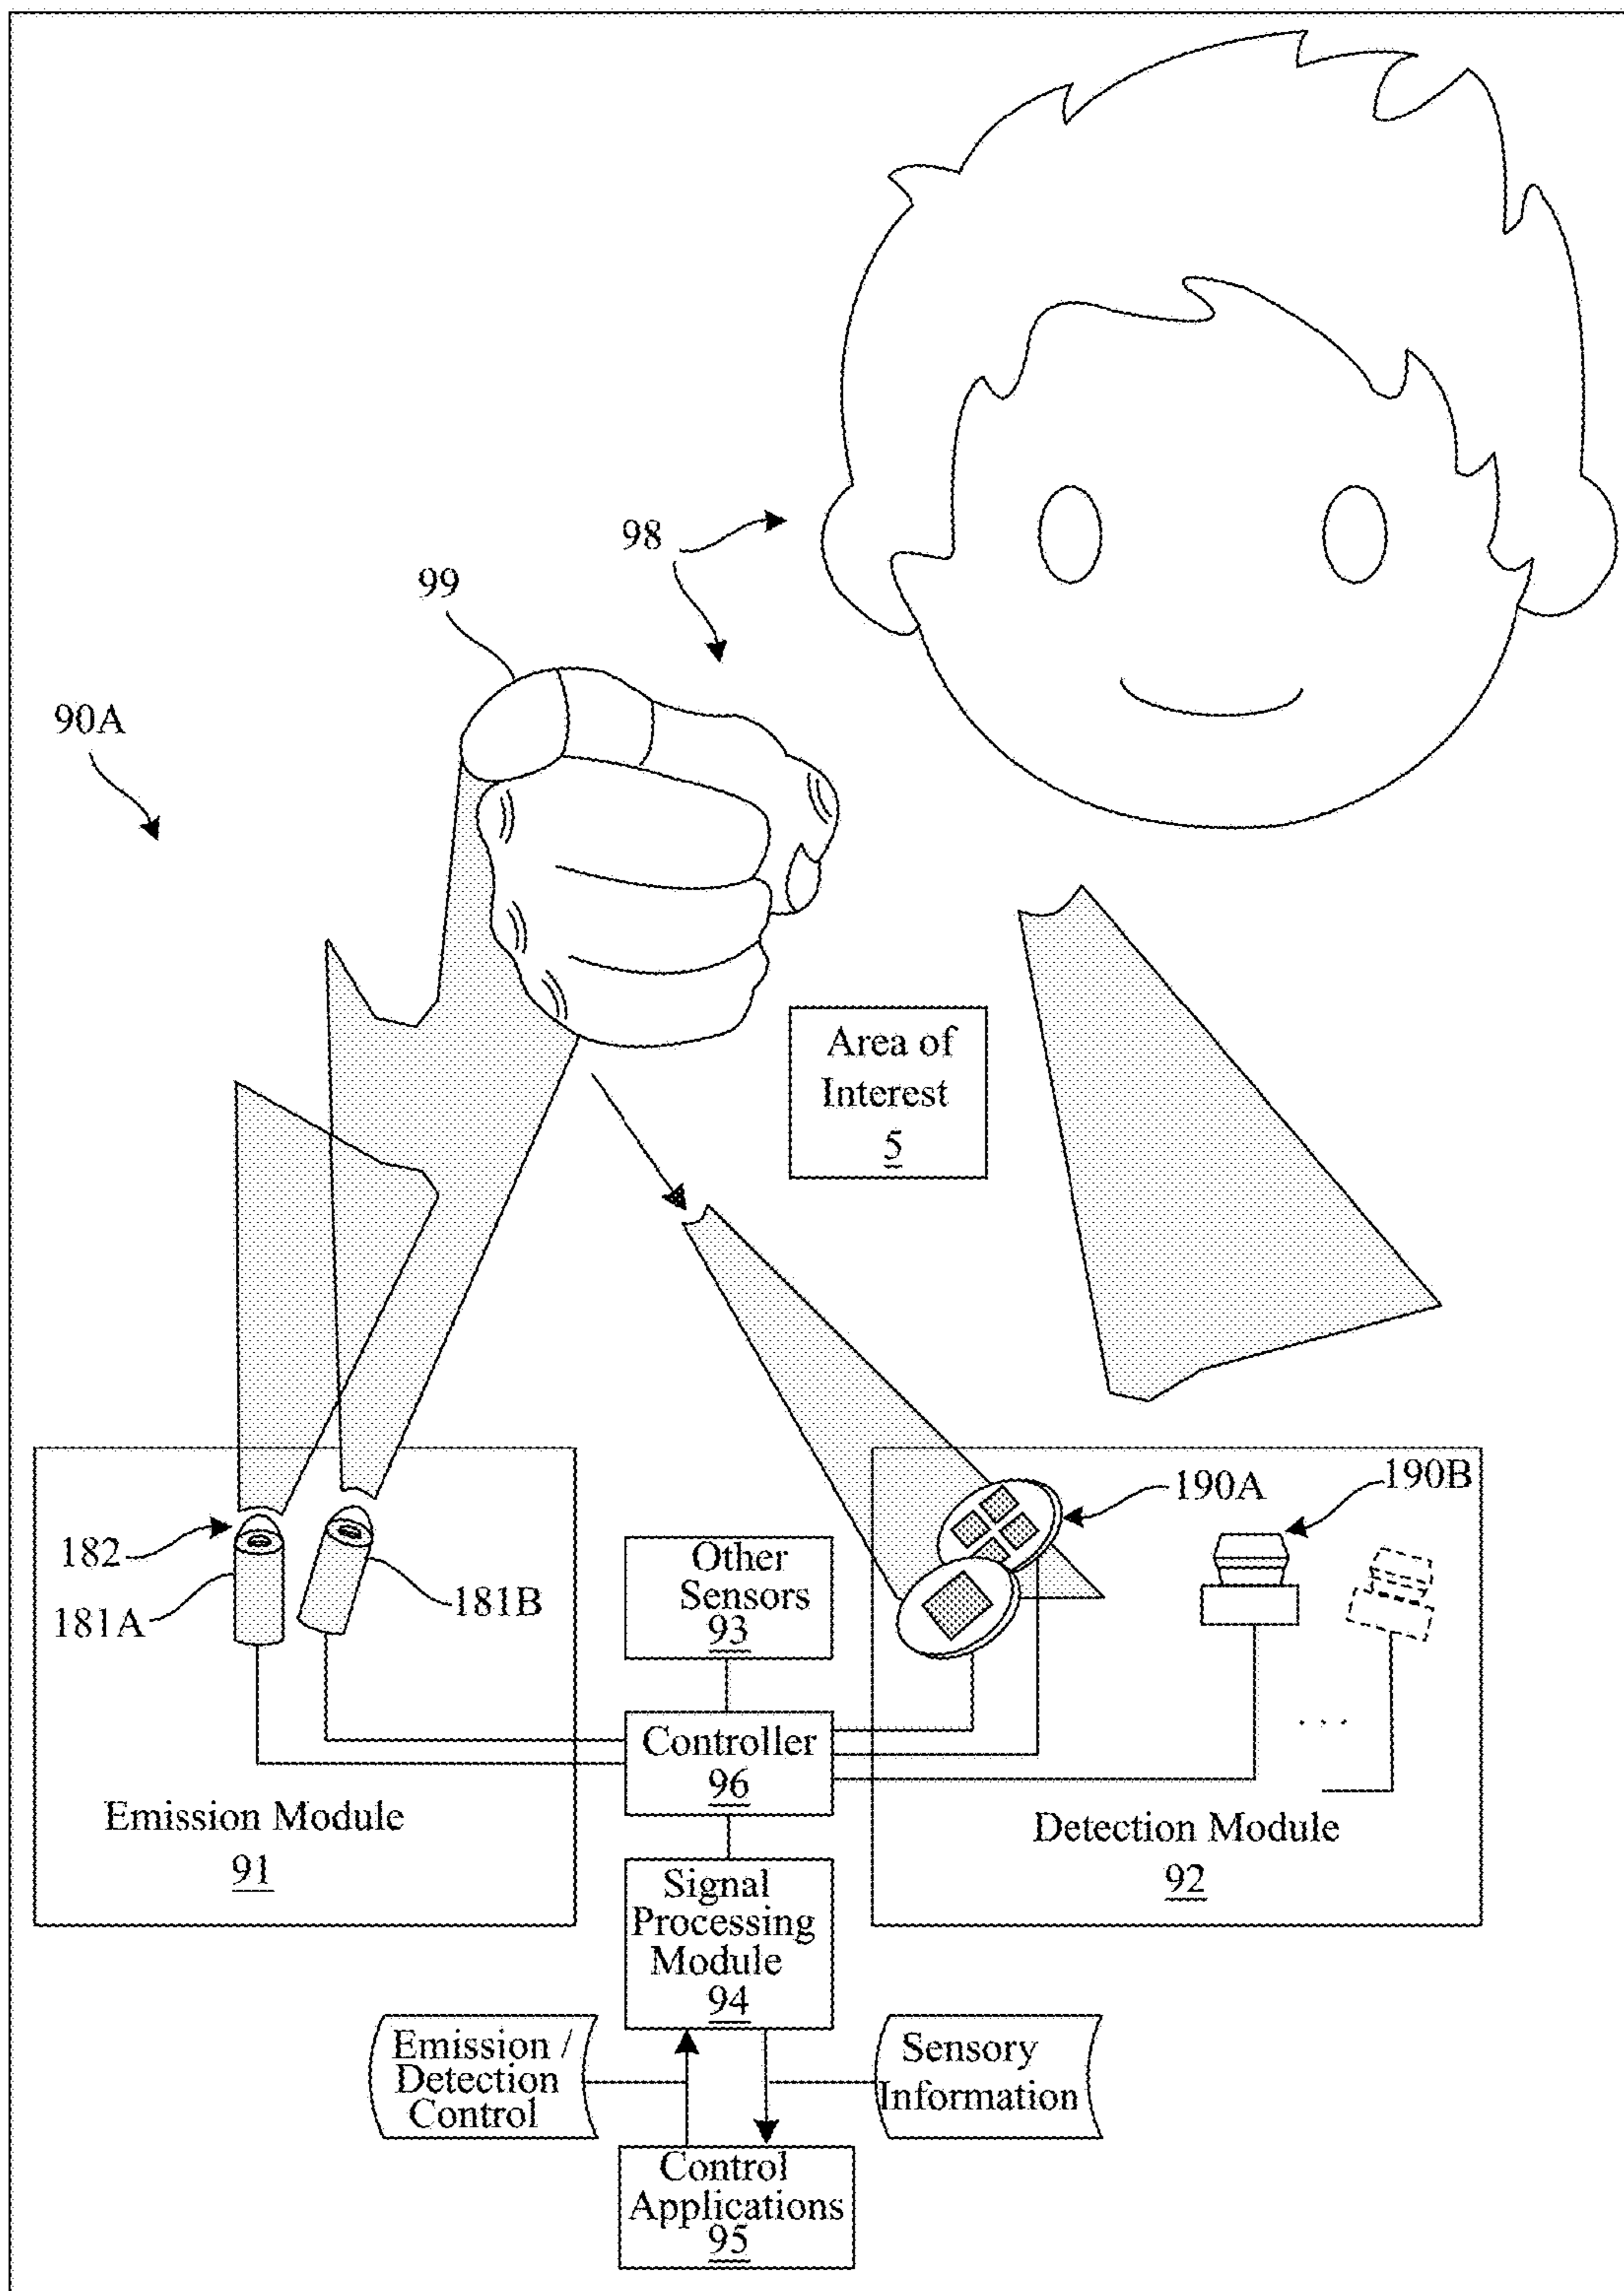 98
99
90A
Area of
Interest
5
190A
190B
182
181A
181B
Other
Sensors
93
Controller
96
Emission Module
91
Detection Module
92
Signal
Processing
Module
94
Emission /
Detection
Control
Sensory
Information
Control
Applications
95